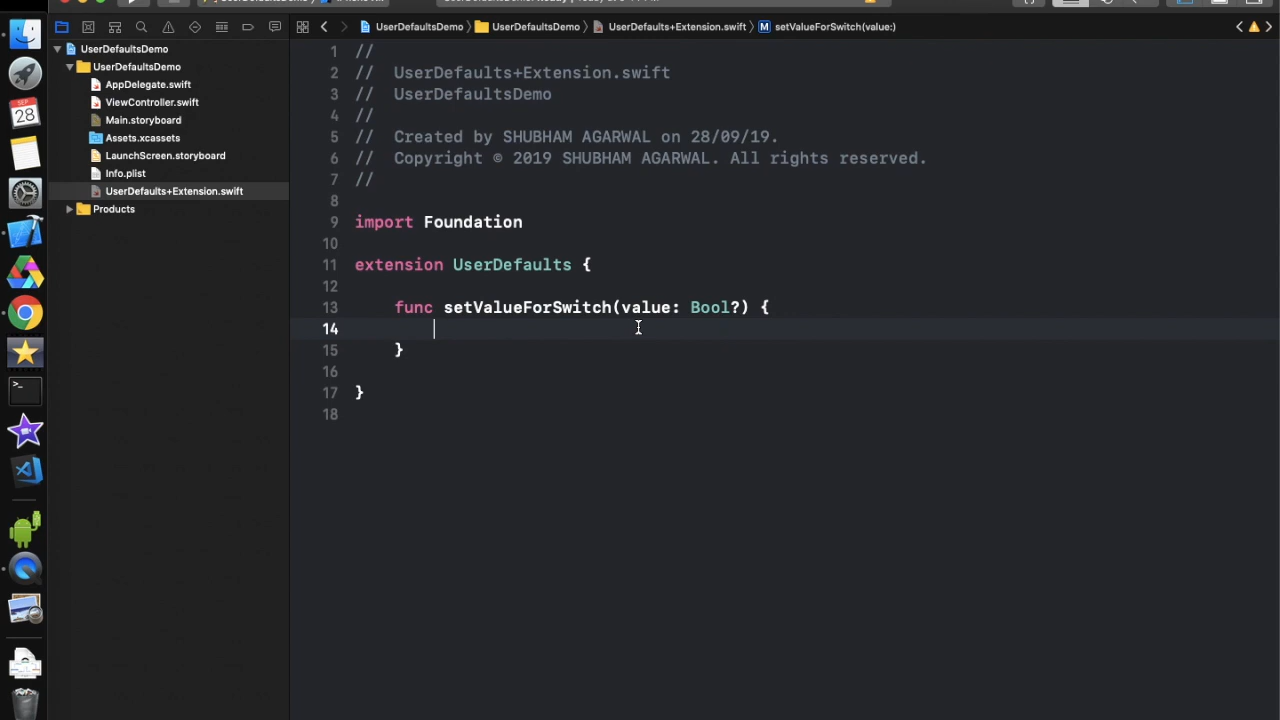 UserDefaultsDemo
UserDefaultsDemo
UserDefaults+Extension.swift
setValueForSwitch(value:)
UserDefaultsDemo
UserDefaultsDemo
AppDelegate.swift
ViewController.swift
Main.storyboard
Assets.xcassets
LaunchScreen.storyboard
Info.plist
UserDefaults+Extension.swift
Products
SEP
28
1 //
2 // UserDefaults+Extension.swift
3 // UserDefaultsDemo
4 //
5 // Created by SHUBHAM AGARWAL on 28/09/19.
6 // Copyright © 2019 SHUBHAM AGARWAL. All rights reserved.
7 //
8
9 import Foundation
10
11 extension UserDefaults {
12
13 func setValueForSwitch(value: Bool?) {
14
15 }
16
17 }
18